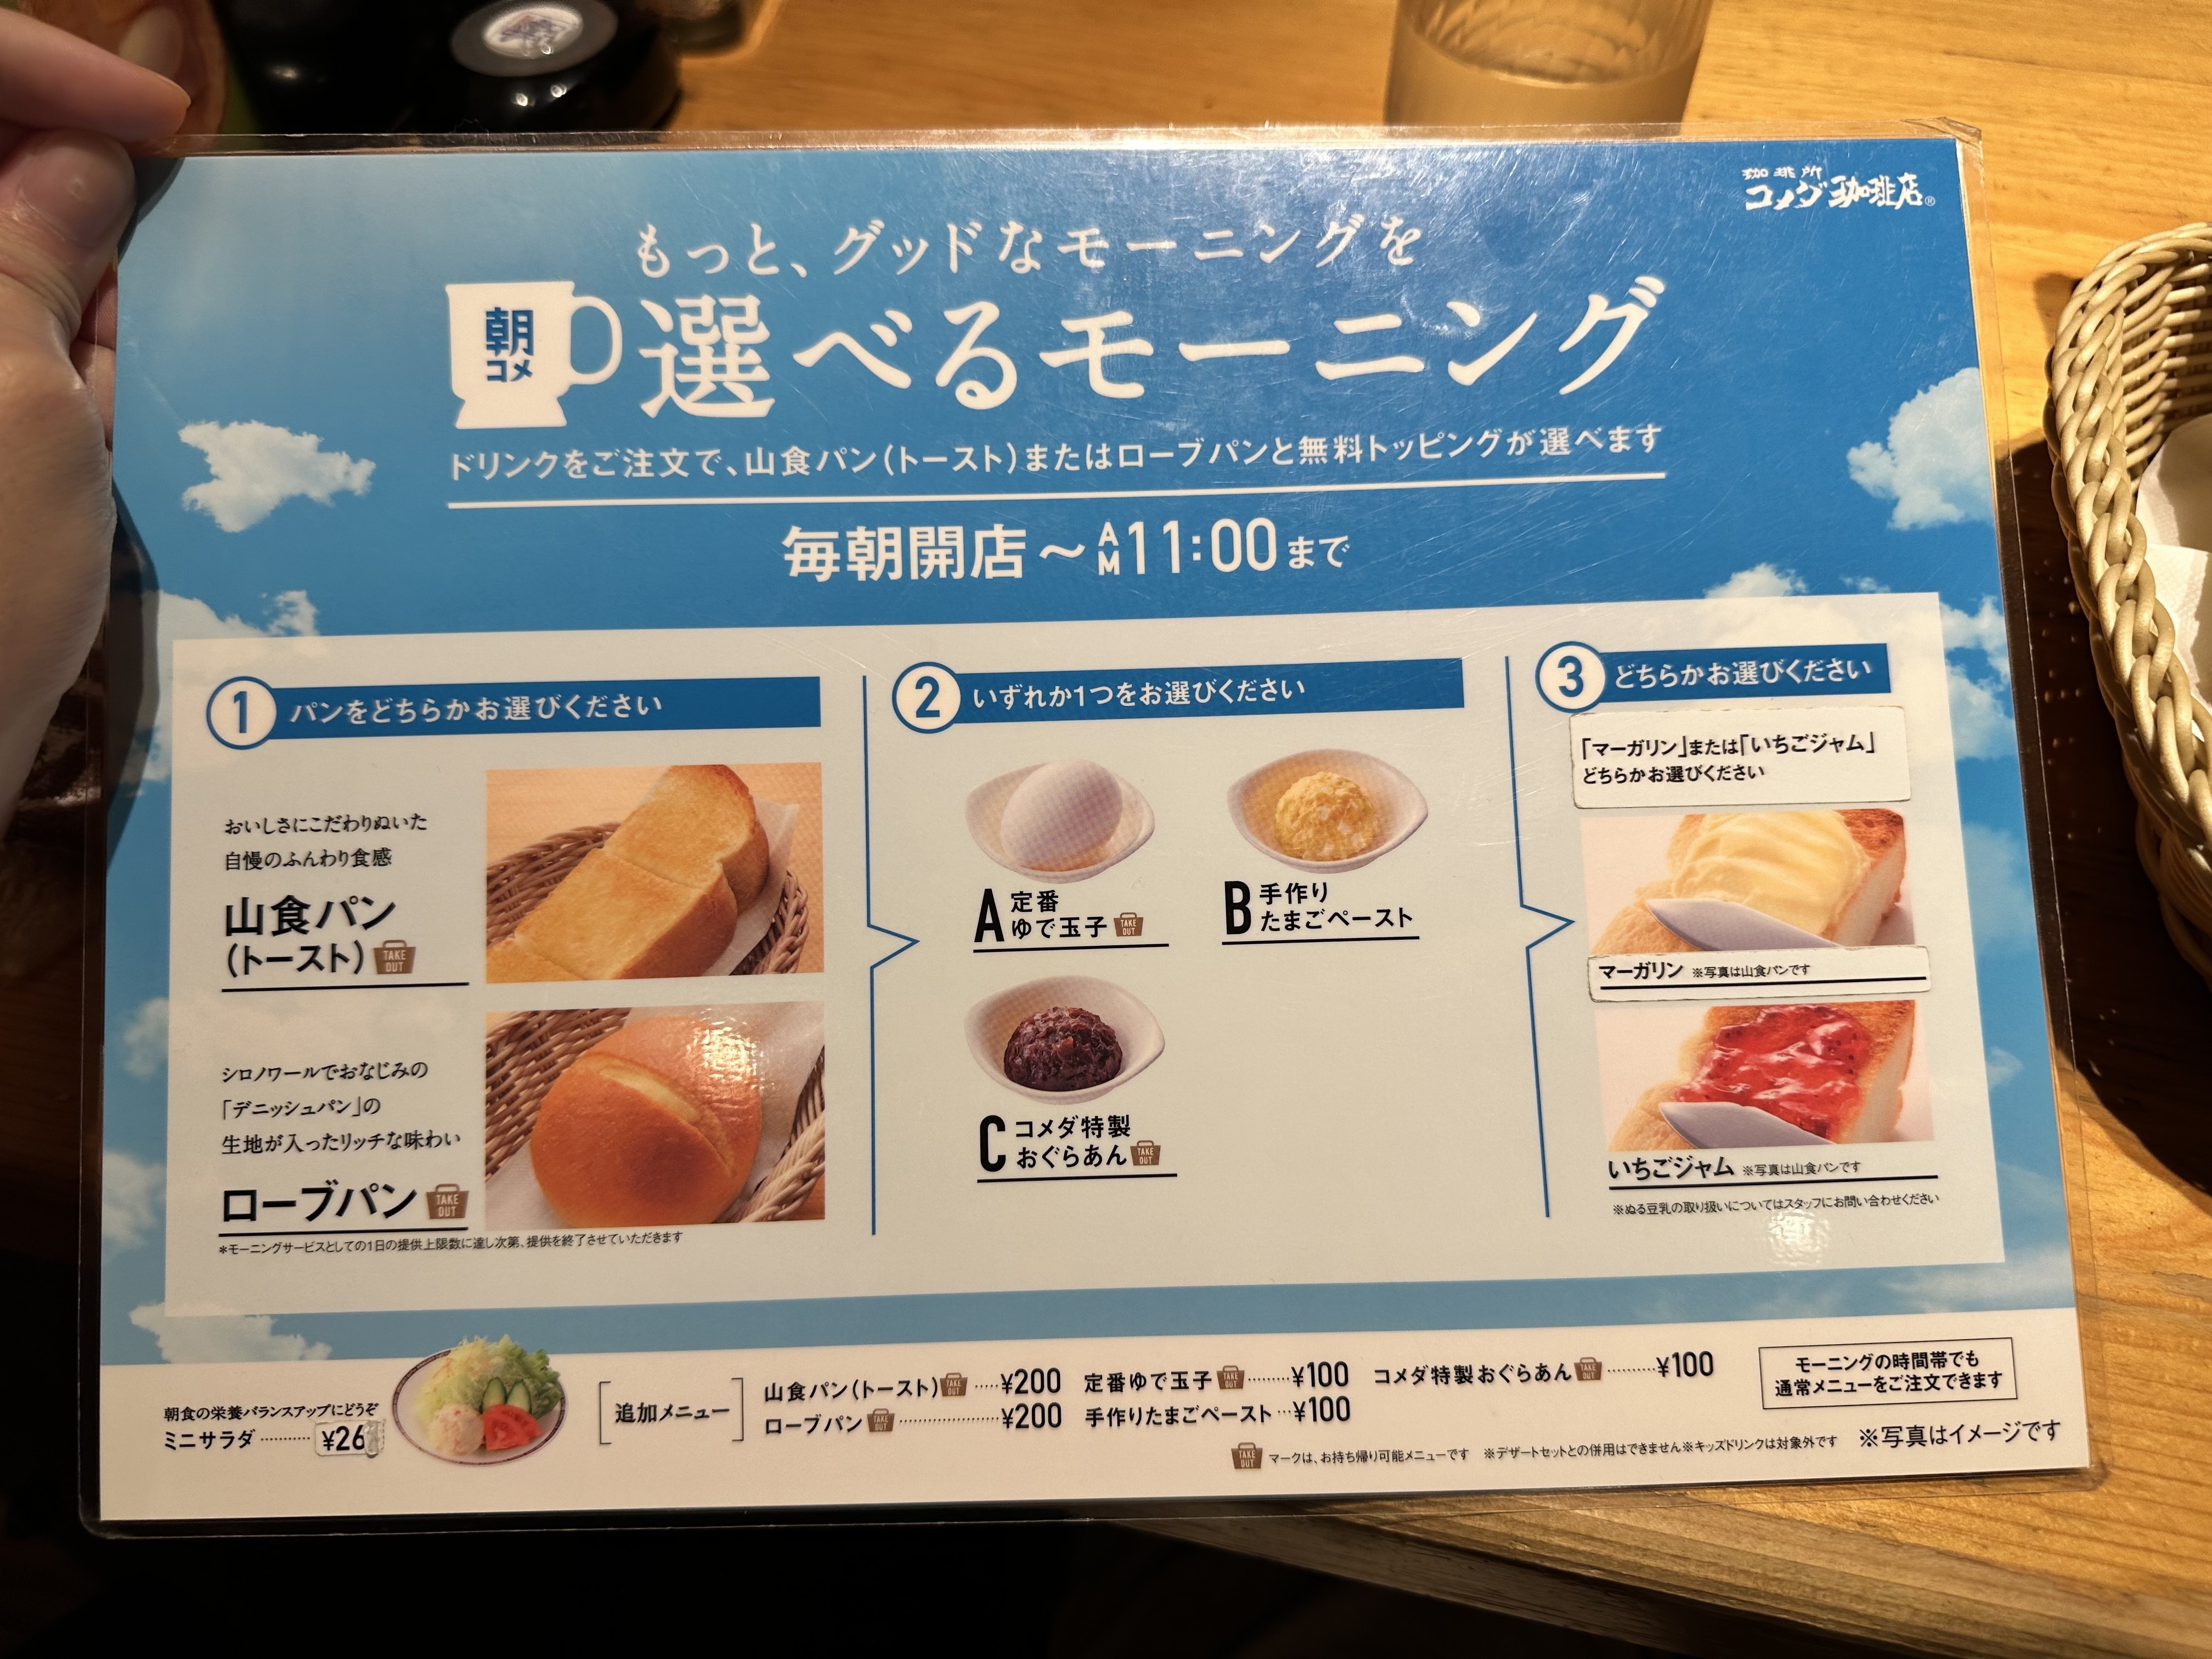 珈琲所
コメダ珈琲店®
もっと、グッドなモーニングを
朝
コメ
選べるモーニング
ドリンクをご注文で、山食パン(トースト)またはローブパンと無料トッピングが選べます
毎朝開店～AM11:00まで
1 パンをどちらかお選びください
おいしさにこだわりぬいた
自慢のふんわり食感
山食パン
(トースト) TAKE OUT
シロノワールでおなじみの
「デニッシュパン」の
生地が入ったリッチな味わい
ローブパン TAKE OUT
※モーニングサービスとしての1日の提供上限数に達し次第、提供を終了させていただきます
2 いずれか1つをお選びください
A 定番
ゆで玉子 TAKE OUT
B 手作り
たまごペースト
C コメダ特製
おぐらあん TAKE OUT
3 どちらかお選びください
「マーガリン」または「いちごジャム」
どちらかお選びください
マーガリン ※写真は山食パンです
いちごジャム ※写真は山食パンです
※ぬる豆乳の取り扱いについてはスタッフにお問い合わせください
朝食の栄養バランスアップにどうぞ
ミニサラダ ·········· ¥26
追加メニュー
山食パン(トースト) TAKE OUT ····· ¥200
ローブパン TAKE OUT ···················· ¥200
定番ゆで玉子 TAKE OUT ········ ¥100
手作りたまごペースト ··· ¥100
コメダ特製おぐらあん TAKE OUT ········· ¥100
モーニングの時間帯でも
通常メニューをご注文できます
TAKE OUT マークは、お持ち帰り可能メニューです ※デザートセットとの併用はできません※キッズドリンクは対象外です ※写真はイメージです